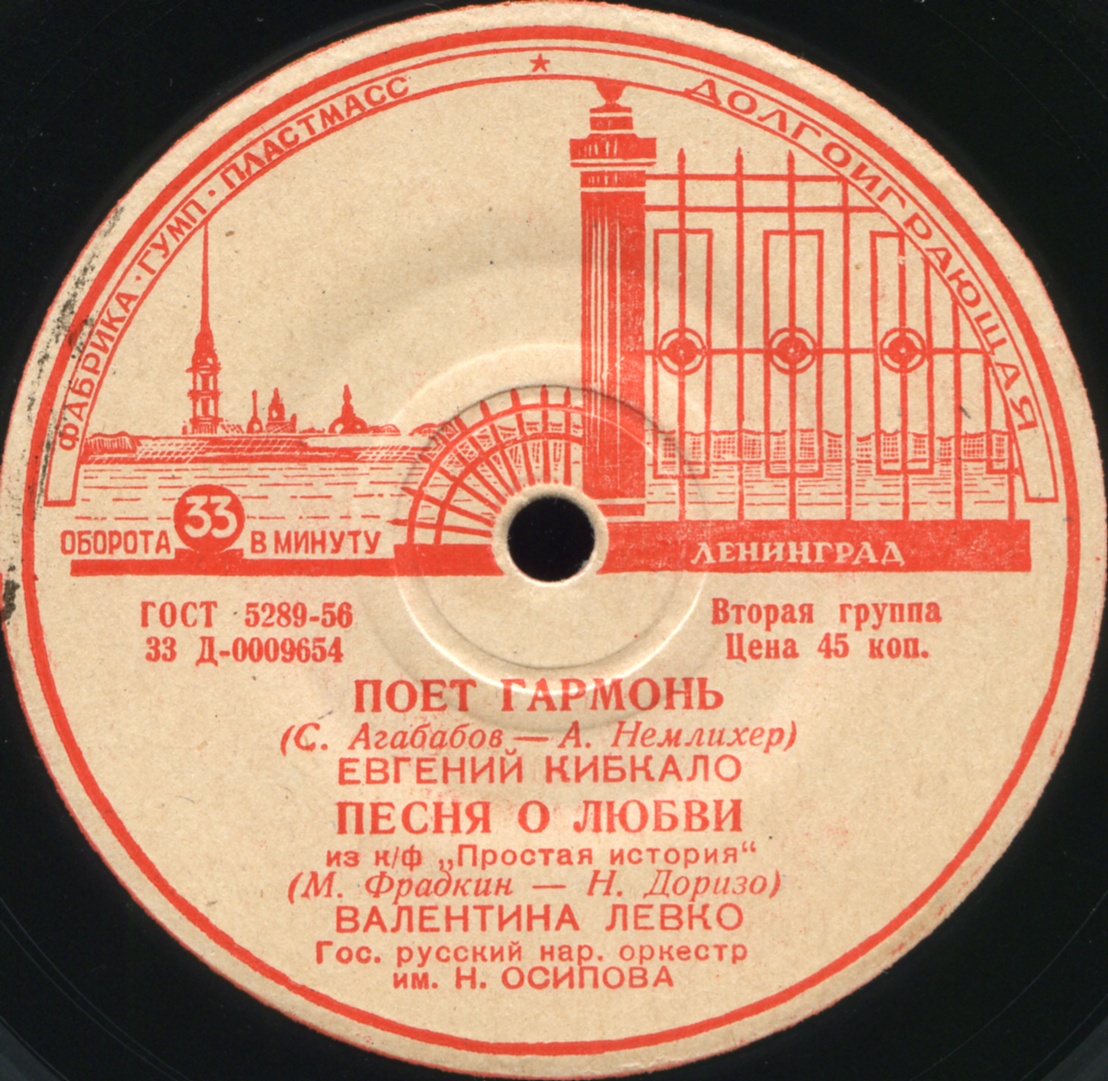 ФАБРИКА · ГУМП · ПЛАСТМАСС ★ ДОЛГОИГРАЮЩАЯ
ОБОРОТА 33 В МИНУТУ
ЛЕНИНГРАД
ГОСТ 5289-56
33 Д-0009654
Вторая группа
Цена 45 коп.
ПОЕТ ГАРМОНЬ
(С. Агабабов — А. Немлихер)
ЕВГЕНИЙ КИБКАЛО
ПЕСНЯ О ЛЮБВИ
из к/ф „Простая история“
(М. Фрадкин — Н. Доризо)
ВАЛЕНТИНА ЛЕВКО
Гос. русский нар. оркестр
им. Н. ОСИПОВА